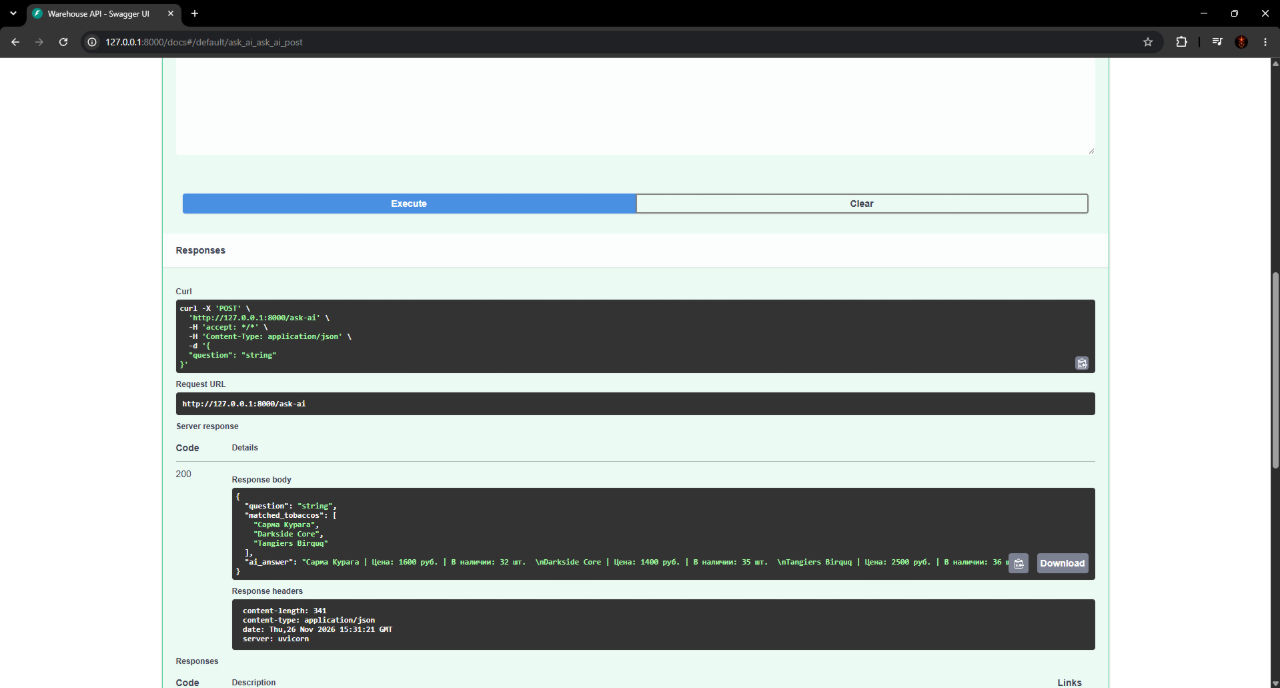 Warehouse API - Swagger UI
127.0.0.1:8000/docs#/default/ask_ai_ask_ai_post
Execute
Clear
Responses
Curl
curl -X 'POST' \
'http://127.0.0.1:8000/ask-ai' \
-H 'accept: */*' \
-H 'Content-Type: application/json' \
-d '{
"question": "string"
}'
Request URL
http://127.0.0.1:8000/ask-ai
Server response
Code Details
200
Response body
{
"question": "string",
"matched_tobaccos": [
"Сарма Курага",
"Darkside Core",
"Tangiers Birquq"
],
"ai_answer": "Сарма Курага | Цена: 1600 руб. | В наличии: 32 шт.  \nDarkside Core | Цена: 1400 руб. | В наличии: 35 шт.  \nTangiers Birquq | Цена: 2500 руб. | В наличии: 36
}
Download
Response headers
content-length: 341
content-type: application/json
date: Thu,26 Nov 2026 15:31:21 GMT
server: uvicorn
Responses
Code Description Links